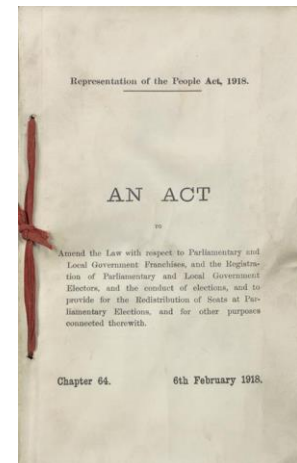 Representation of the People Act, 1918.
AN ACT
TO
Amend the Law with respect to Parliamentary and
Local Government Franchises, and the Registra-
tion of Parliamentary and Local Government
Electors, and the conduct of elections, and to
provide for the Redistribution of Seats at Par-
liamentary Elections, and for other purposes
connected therewith.
Chapter 64. 6th February 1918.